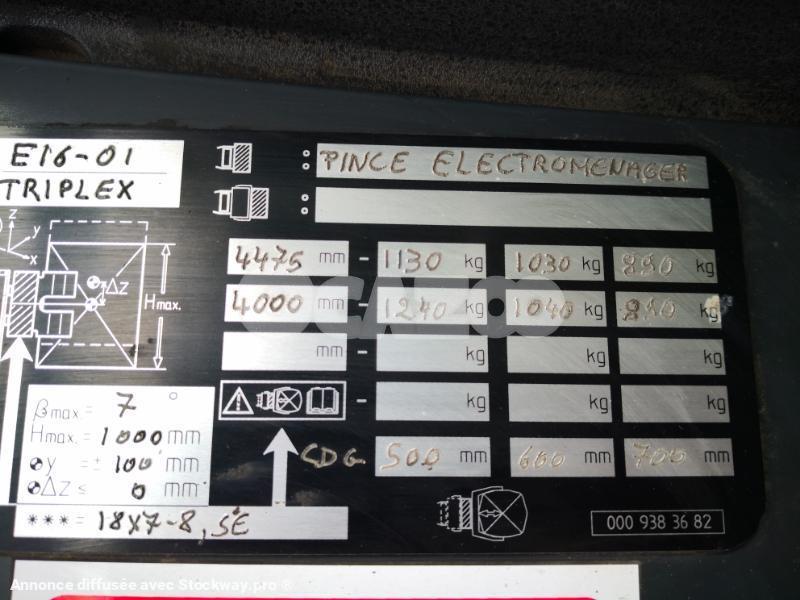 E16-01
TRIPLEX
: PINCE ELECTROMENAGER
:
z
y
x
ΔZ
Hmax.
4475 mm - 1130 kg 1030 kg 890 kg
4000 mm - 1240 kg 1040 kg kg
mm - kg kg kg
- kg kg kg
CDG. 500 mm 600 mm 700 mm
βmax = 7°
Hmax. = 1000 mm
y = ± 100 mm
ΔZ ≤ 0 mm
*** = 18X7-8, SE
000 938 36 82
OCAZOO
Annonce diffusée avec Stockway.pro ®